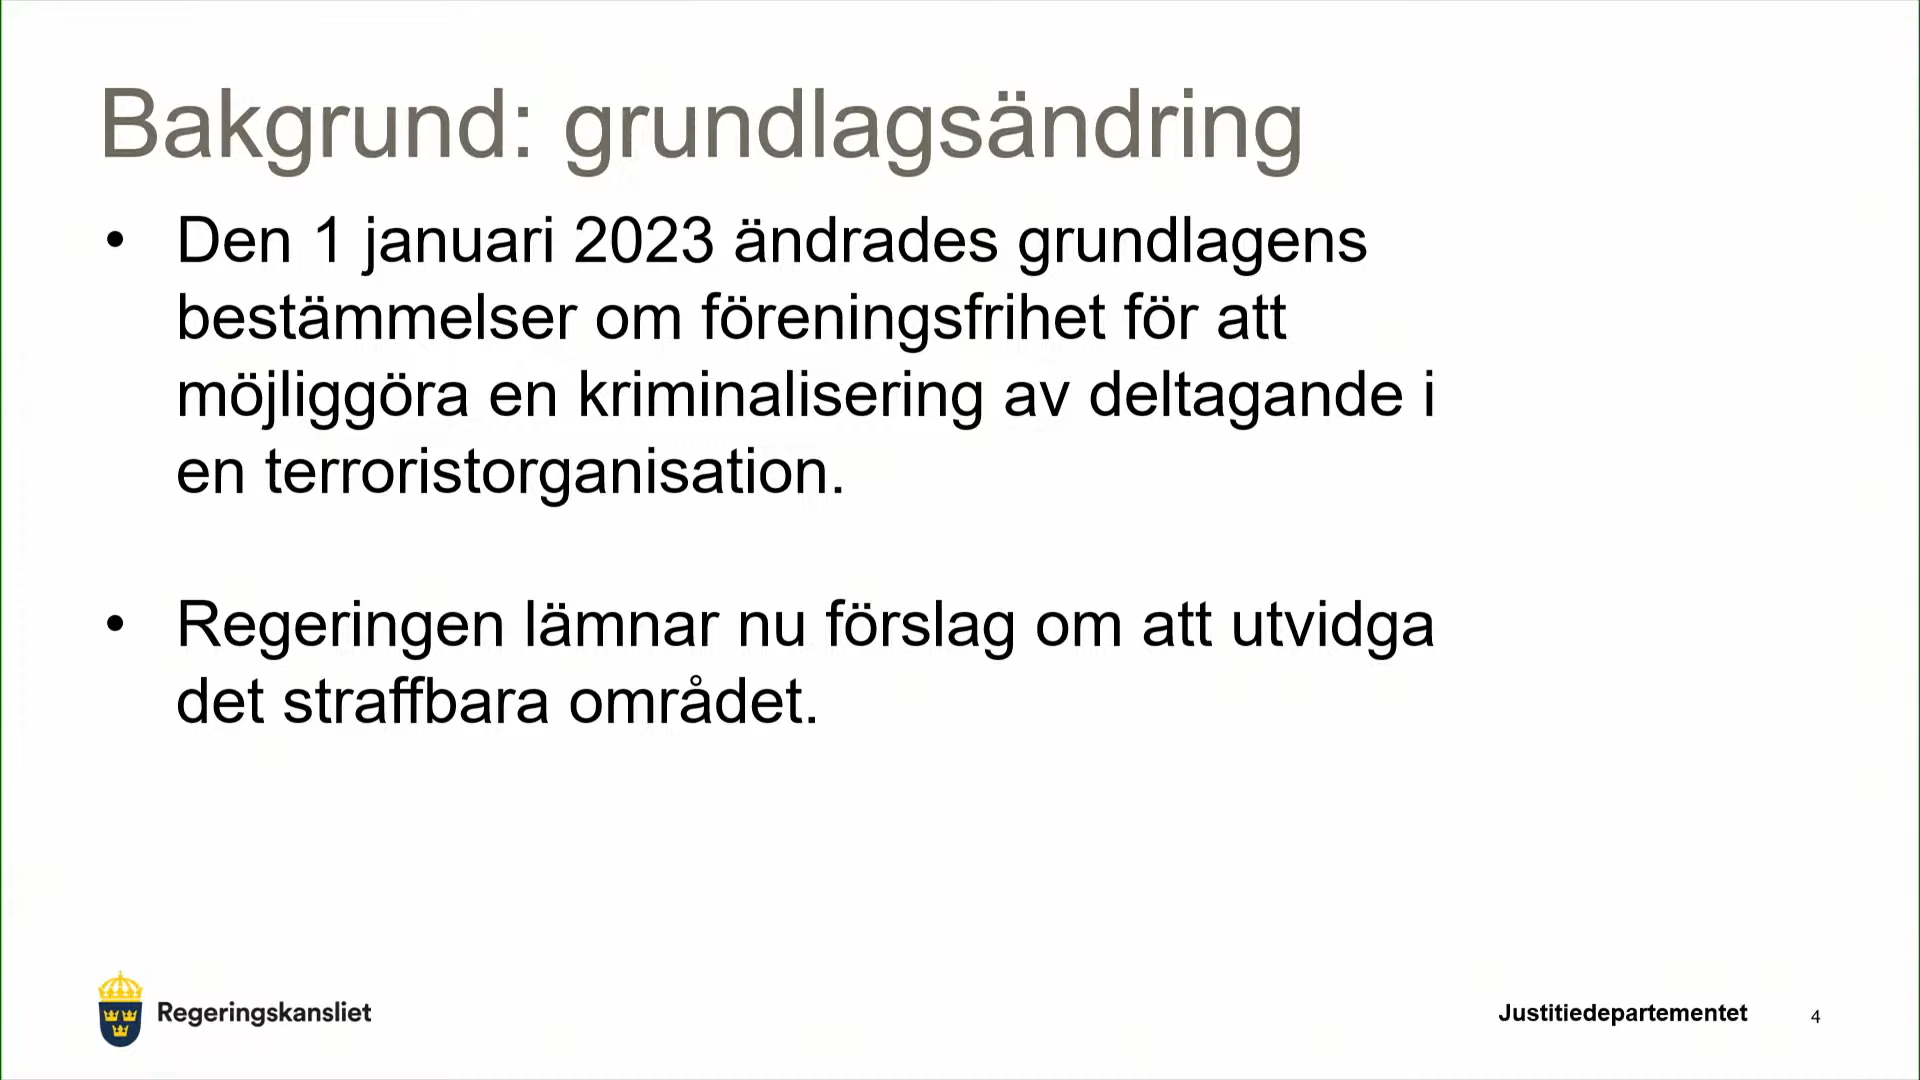 Bakgrund: grundlagsändring
• Den 1 januari 2023 ändrades grundlagens
bestämmelser om föreningsfrihet för att
möjliggöra en kriminalisering av deltagande i
en terroristorganisation.
• Regeringen lämnar nu förslag om att utvidga
det straffbara området.
Regeringskansliet
Justitiedepartementet
4